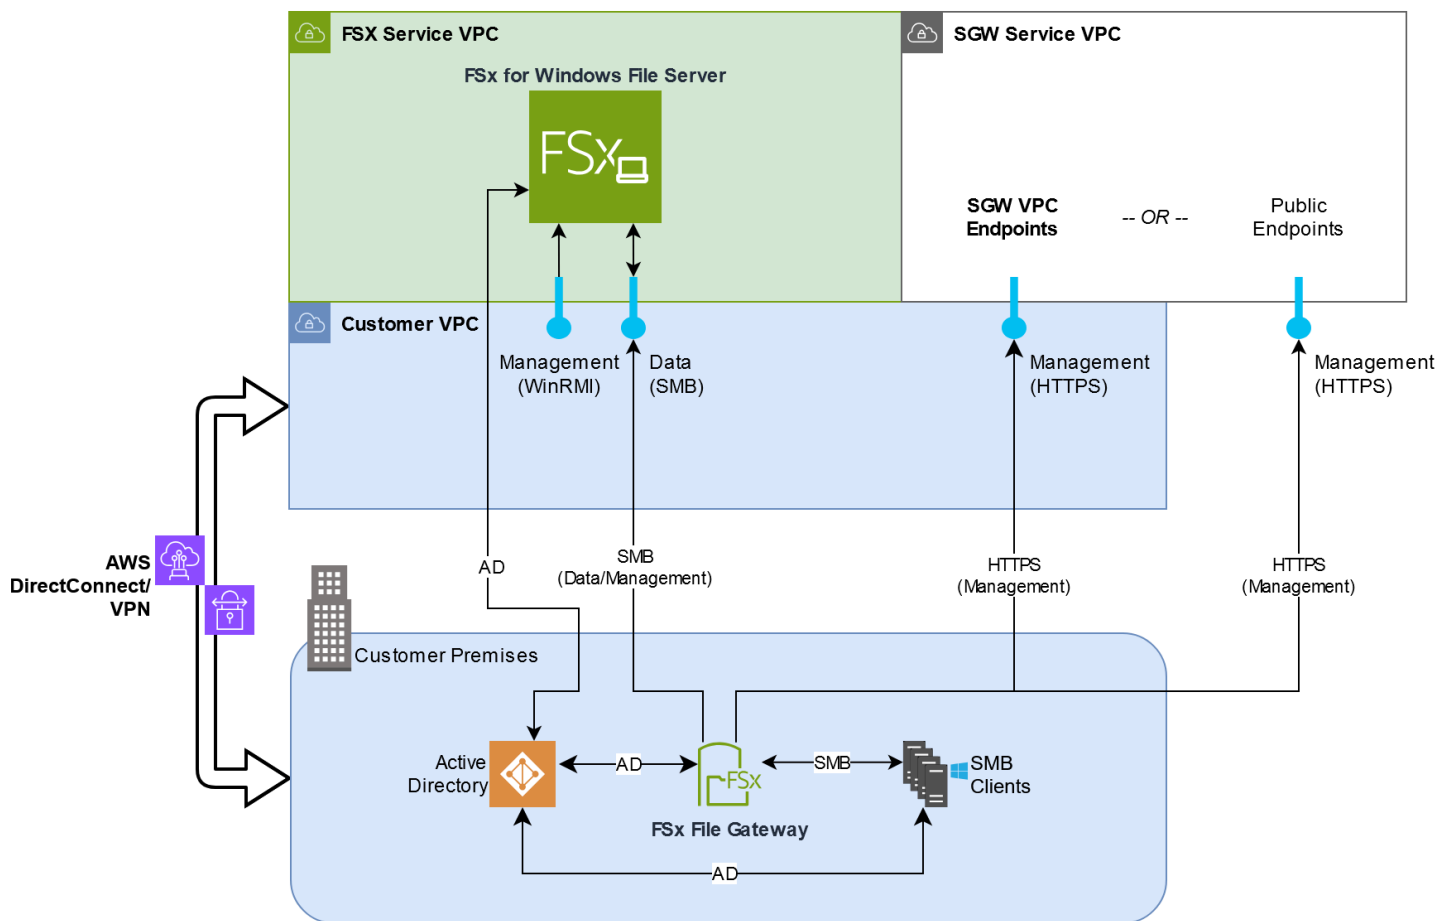 FSX Service VPC
SGW Service VPC
FSx for Windows File Server
FSx
SGW VPC
Endpoints
-- OR --
Public
Endpoints
Customer VPC
Management
(WinRMI)
Data
(SMB)
Management
(HTTPS)
Management
(HTTPS)
AWS
DirectConnect/
VPN
AD
SMB
(Data/Management)
HTTPS
(Management)
HTTPS
(Management)
Customer Premises
Active
Directory
AD
FSx
SMB
SMB
Clients
FSx File Gateway
AD